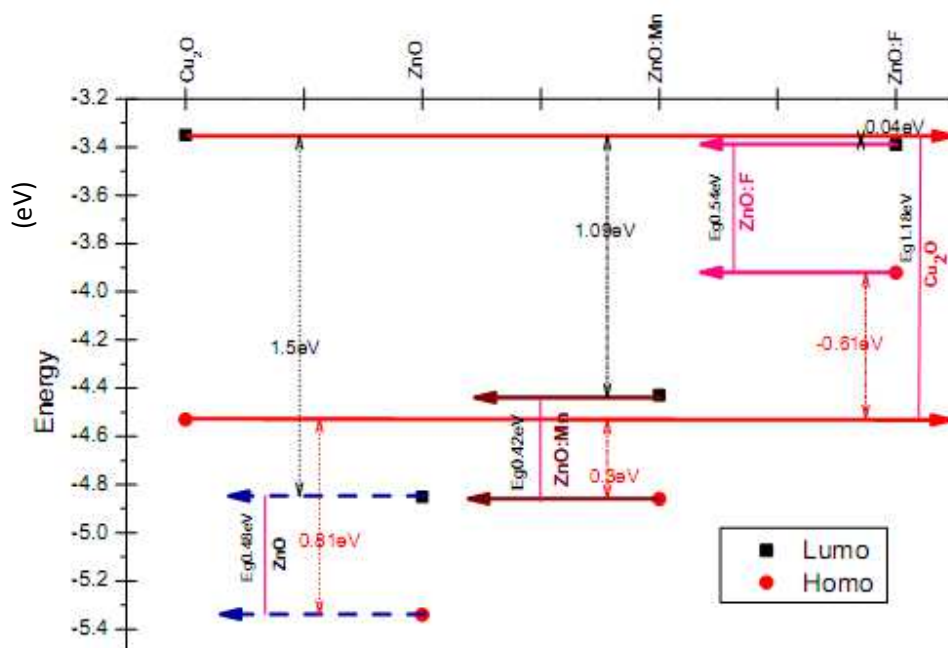 Cu2O
ZnO
ZnO:Mn
ZnO:F
-3.2
-3.4
-3.6
-3.8
-4.0
-4.2
-4.4
-4.6
-4.8
-5.0
-5.2
-5.4
Energy
(eV)
0.04eV
Eg0.54eV
ZnO:F
Eg1.18eV
Cu2O
1.09eV
1.5eV
-0.61eV
Eg0.42eV
ZnO:Mn
0.3eV
Eg0.48eV
ZnO
0.81eV
Lumo
Homo